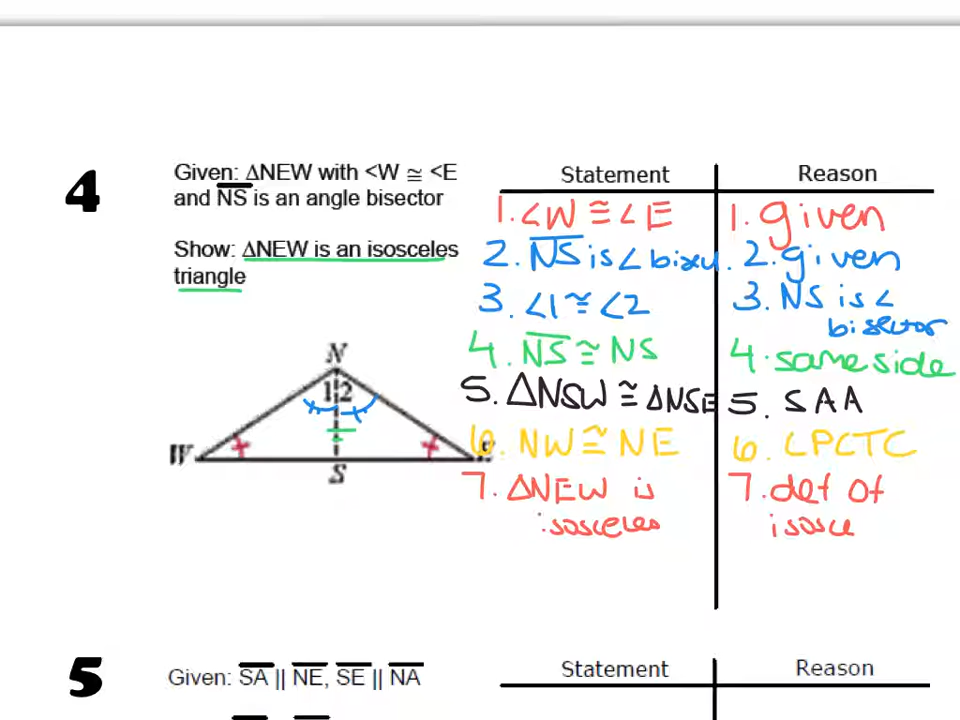 4
Given: ΔNEW with <W ≅ <E
and NS is an angle bisector
Show: ΔNEW is an isosceles
triangle
N
1 2
W
S
Statement Reason
1. ∠W ≅ ∠E 1. given
2. NS is ∠ bisu. 2. given
3. ∠1 ≅ ∠2 3. NS is ∠
bisector
4. NS ≅ NS 4. same side
5. ΔNSW ≅ ΔNSE 5. SAA
6. NW ≅ NE 6. CPCTC
7. ΔNEW is 7. def of
isosceles isosce
5
Given: SA || NE, SE || NA
Statement Reason